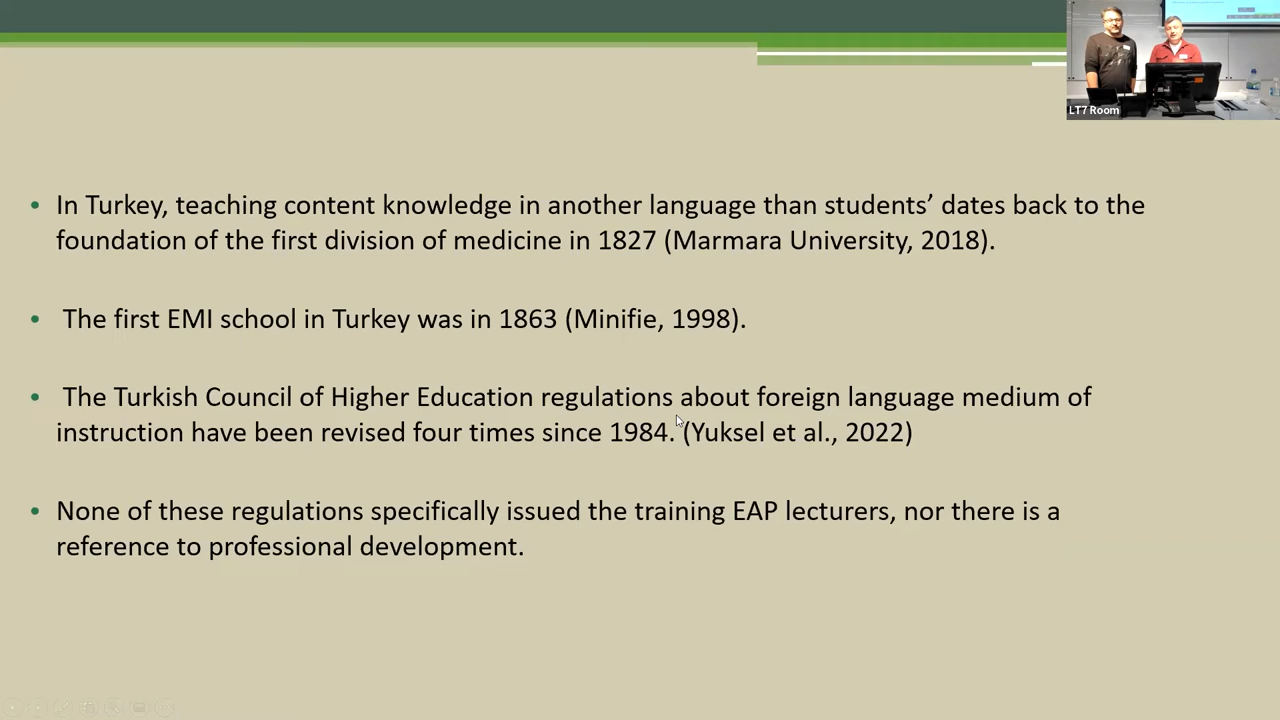 LT7 Room
• In Turkey, teaching content knowledge in another language than students’ dates back to the
foundation of the first division of medicine in 1827 (Marmara University, 2018).
• The first EMI school in Turkey was in 1863 (Minifie, 1998).
• The Turkish Council of Higher Education regulations about foreign language medium of
instruction have been revised four times since 1984. (Yuksel et al., 2022)
• None of these regulations specifically issued the training EAP lecturers, nor there is a
reference to professional development.